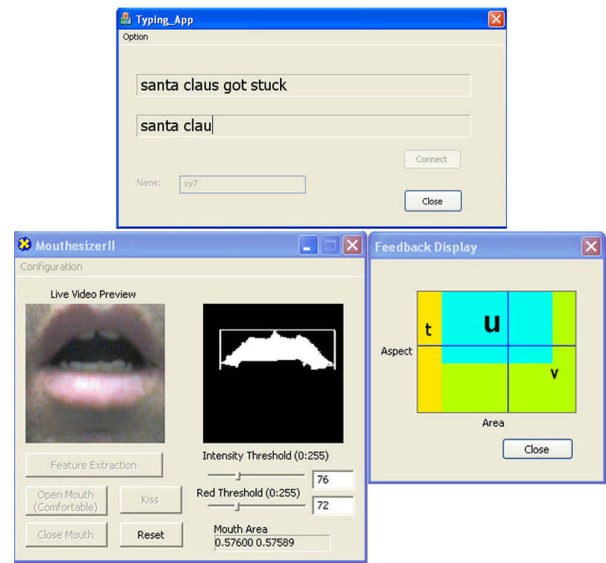 Typing_App
Option
santa claus got stuck
santa clau
Connect
Name: xy7
Close
MouthesizerII
Configuration
Live Video Preview
Feature Extraction
Open Mouth
(Comfortable)
Kiss
Close Mouth
Reset
Intensity Threshold (0:255)
76
Red Threshold (0:255)
72
Mouth Area
0.57600 0.57589
Feedback Display
t
u
v
Aspect
Area
Close